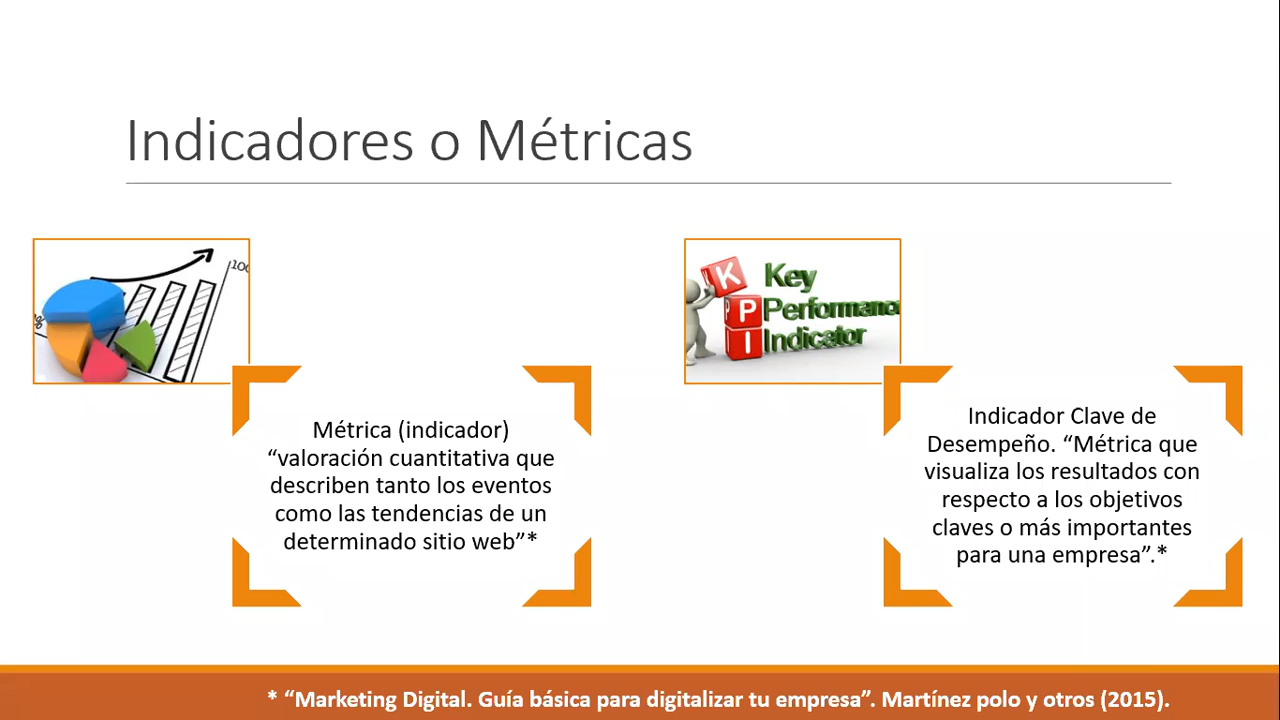 Indicadores o Métricas
100
%
K
P
I
Key
Performance
Indicator
Métrica (indicador)
“valoración cuantitativa que
describen tanto los eventos
como las tendencias de un
determinado sitio web”*
Indicador Clave de
Desempeño. “Métrica que
visualiza los resultados con
respecto a los objetivos
claves o más importantes
para una empresa”.*
* “Marketing Digital. Guía básica para digitalizar tu empresa”. Martínez polo y otros (2015).